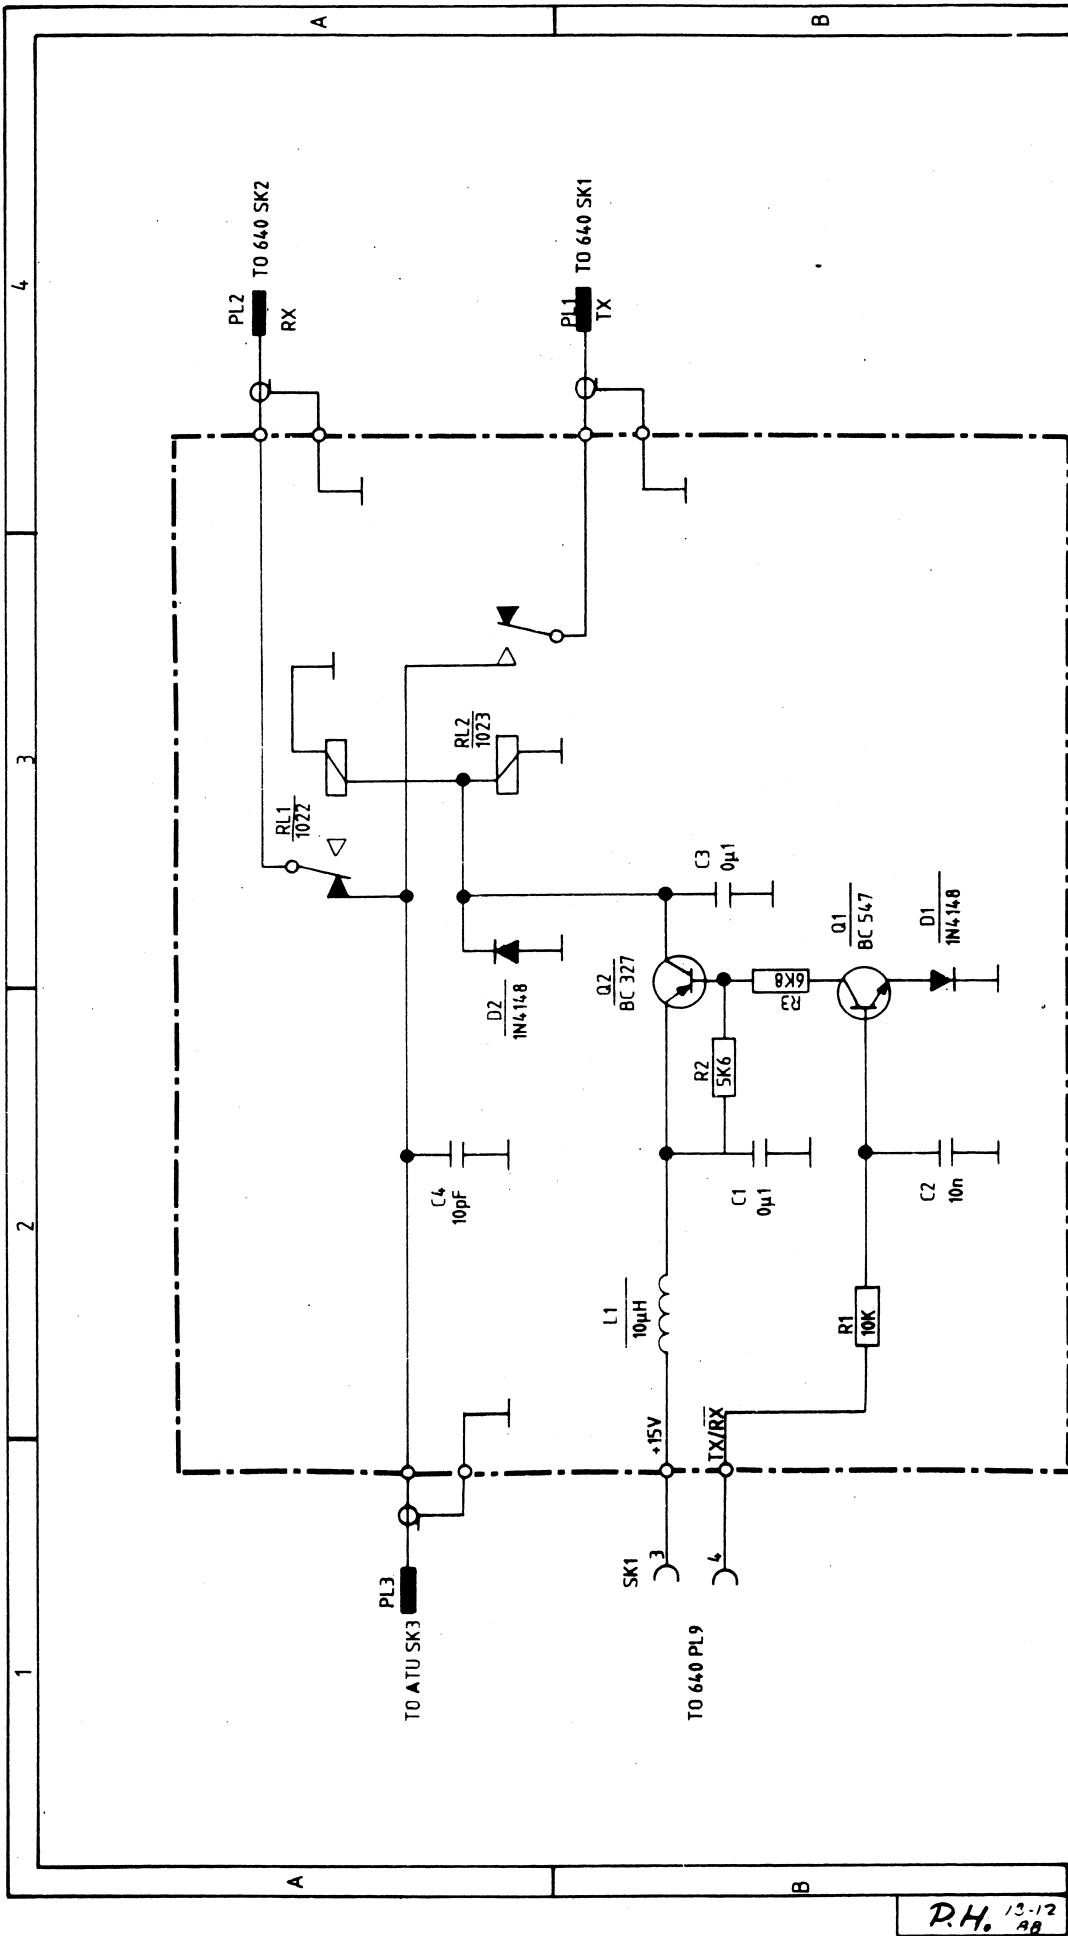 A
B
1
2
3
4
A
B
PL3
TO ATU SK3
SK1
3
4
TO 640 PL9
+15V
TX/RX
L1
10µH
R1
10K
C4
10pF
C1
0µ1
C2
10n
R2
5K6
R3
6K8
D2
1N4148
Q2
BC 327
Q1
BC 547
D1
1N4148
C3
0µ1
RL1
1022
RL2
1023
PL2
TO 640 SK2
RX
PL1
TO 640 SK1
TX
P.H.